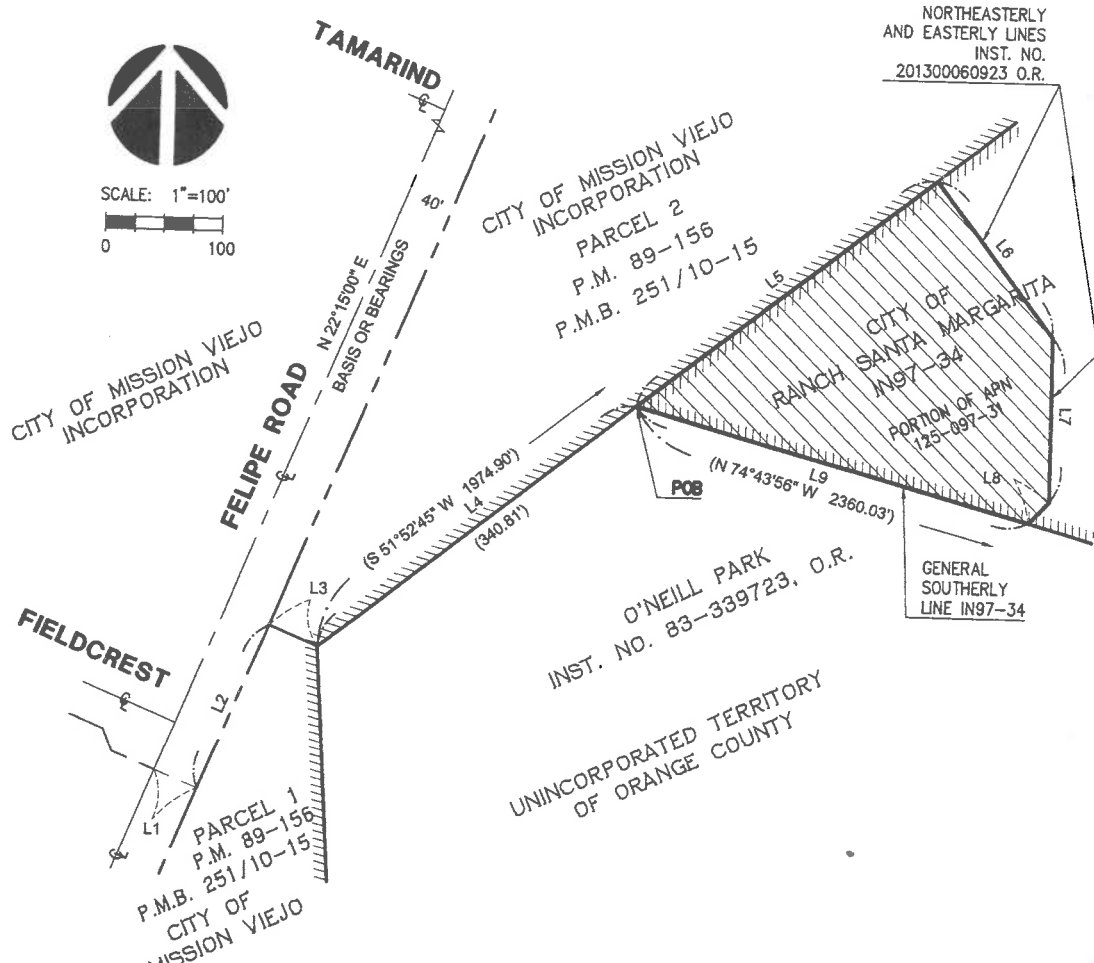 NORTHEASTERLY
AND EASTERLY LINES
INST. NO.
201300060923 O.R.
TAMARIND
℄
SCALE: 1"=100'
0 100
40'
N 22°15'00" E
BASIS OR BEARINGS
CITY OF MISSION VIEJO
INCORPORATION
PARCEL 2
P.M. 89-156
P.M.B. 251/10-15
CITY OF MISSION VIEJO
INCORPORATION
FELIPE ROAD
℄
L5
L6
CITY OF
RANCH SANTA MARGARITA
IN97-34
PORTION OF APN
125-097-31
L7
L8
L9
(N 74°43'56" W 2360.03')
POB
(S 51°52'45" W 1974.90')
L4
(340.81')
GENERAL
SOUTHERLY
LINE IN97-34
O'NEILL PARK
INST. NO. 83-339723, O.R.
UNINCORPORATED TERRITORY
OF ORANGE COUNTY
L3
FIELDCREST
℄
L2
L1
℄
PARCEL 1
P.M. 89-156
P.M.B. 251/10-15
CITY OF
MISSION VIEJO